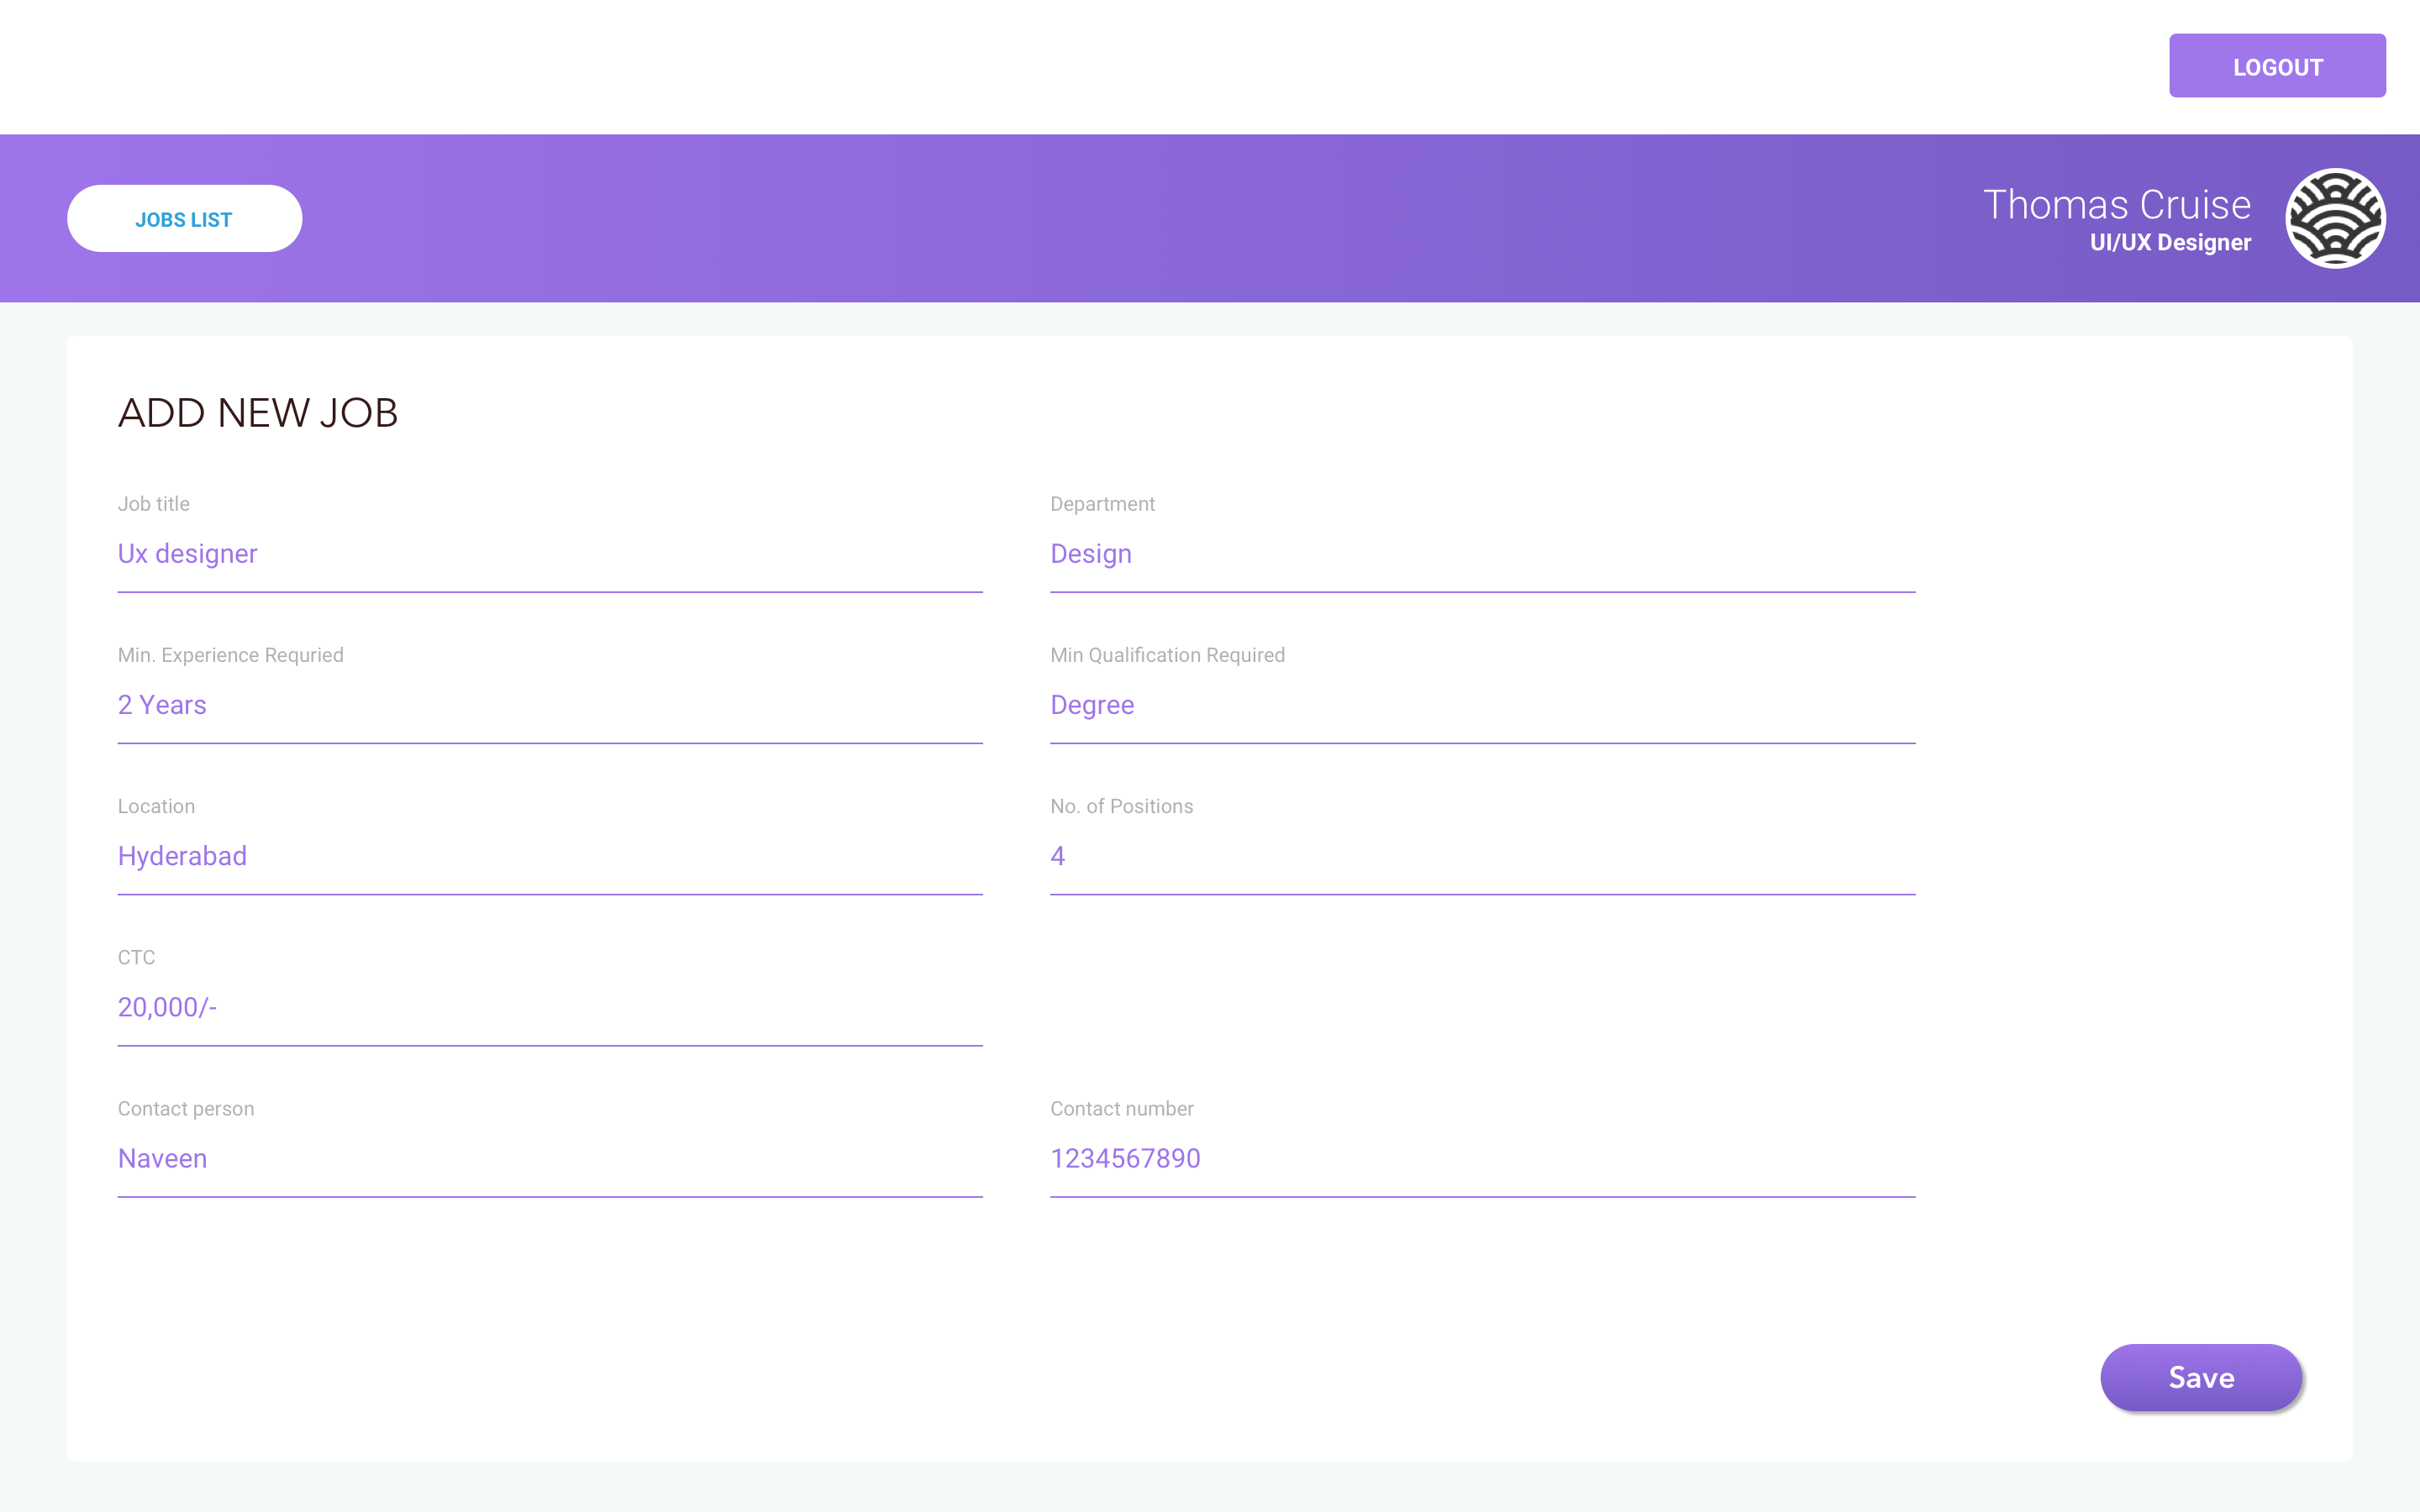 LOGOUT
JOBS LIST
Thomas Cruise
UI/UX Designer
ADD NEW JOB
Job title
Department
Ux designer
Design
Min. Experience Requried
Min Qualification Required
2 Years
Degree
Location
No. of Positions
Hyderabad
4
CTC
20,000/-
Contact person
Contact number
Naveen
1234567890
Save